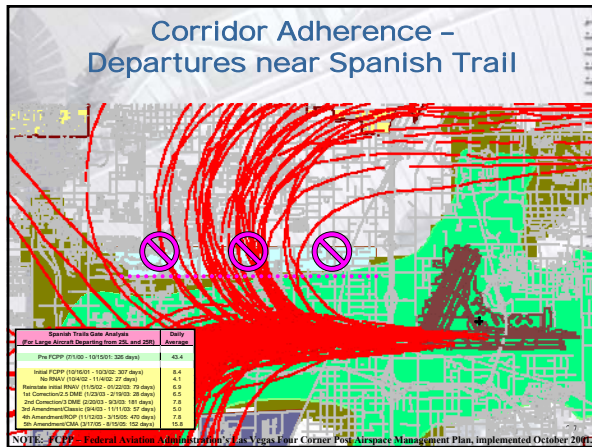 Corridor Adherence –
Departures near Spanish Trail
Spanish Trails Gate Analysis
(For Large Aircraft Departing from 25L and 25R)
Daily
Average
Pre FCPP (7/1/00 - 10/15/01: 326 days) 43.4
Initial FCPP (10/16/01 - 10/3/02: 307 days) 8.4
No RNAV (10/4/02 - 11/4/02: 27 days) 4.1
Reinstate initial RNAV (11/5/02 - 01/22/03: 79 days) 6.9
1st Correction/2.5 DME (1/23/03 - 2/19/03: 28 days) 6.5
2nd Correction/3 DME (2/20/03 - 9/3/03: 181 days) 7.8
3rd Amendment/Classic (9/4/03 - 11/11/03: 57 days) 5.0
4th Amendment/ROP (11/12/03 - 3/15/05: 470 days) 7.8
5th Amendment/CMA (3/17/05 - 8/15/05: 152 days) 15.8
NOTE: FCPP – Federal Aviation Administration's Las Vegas Four Corner Post Airspace Management Plan, implemented October 2001.